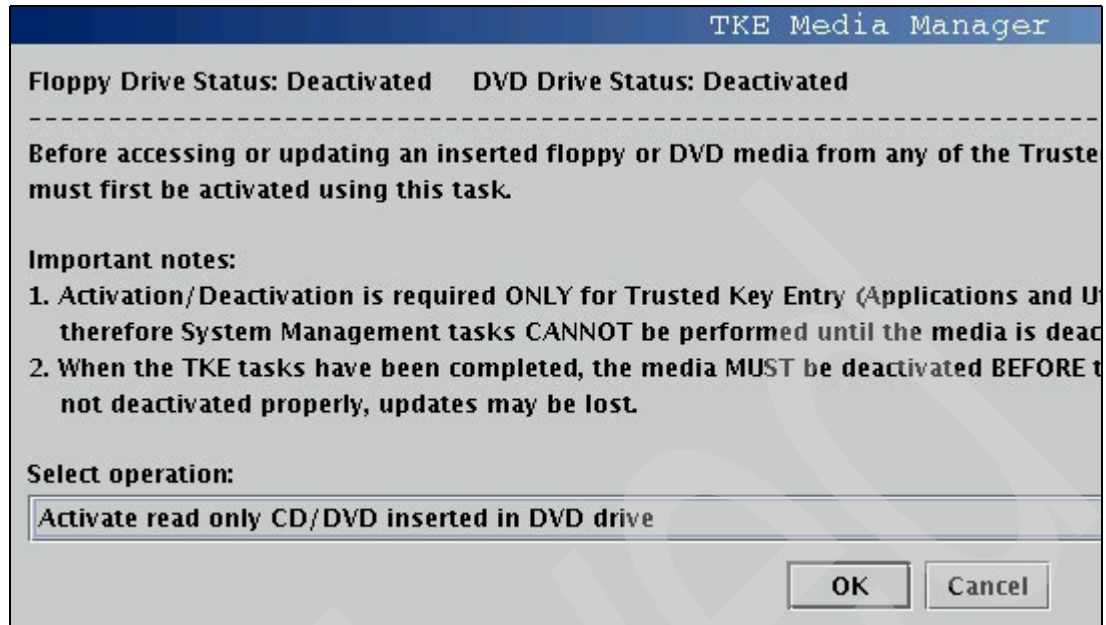 TKE Media Manager
Floppy Drive Status: Deactivated DVD Drive Status: Deactivated
Before accessing or updating an inserted floppy or DVD media from any of the Truste
must first be activated using this task.
Important notes:
1. Activation/Deactivation is required ONLY for Trusted Key Entry (Applications and U
therefore System Management tasks CANNOT be performed until the media is deac
2. When the TKE tasks have been completed, the media MUST be deactivated BEFORE t
not deactivated properly, updates may be lost.
Select operation:
Activate read only CD/DVD inserted in DVD drive
OK Cancel